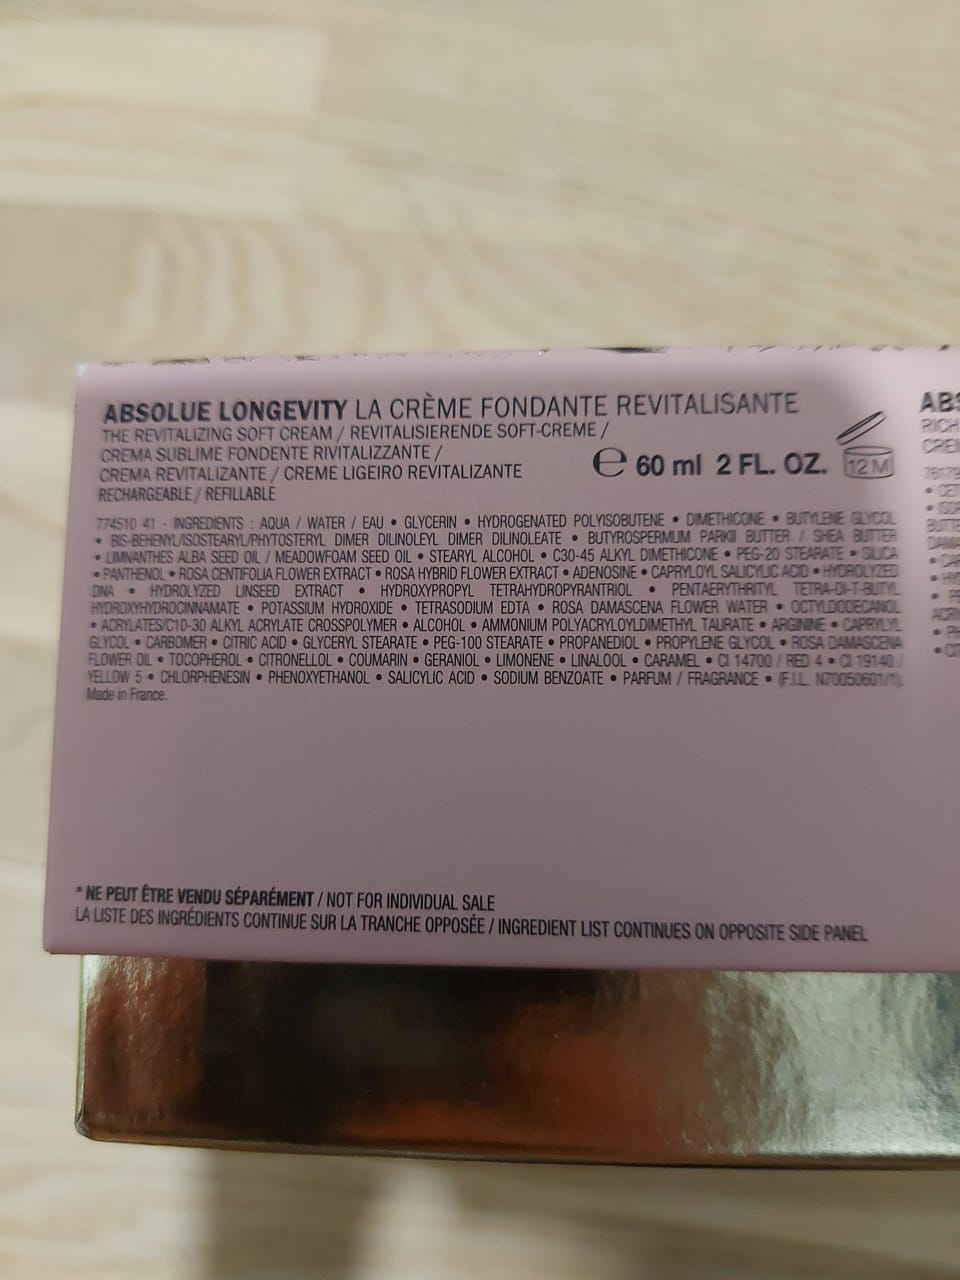 ABSOLUE LONGEVITY LA CRÈME FONDANTE REVITALISANTE
THE REVITALIZING SOFT CREAM / REVITALISIERENDE SOFT-CREME /
CREMA SUBLIME FONDENTE RIVITALIZZANTE /
CREMA REVITALIZANTE / CREME LIGEIRO REVITALIZANTE
RECHARGEABLE / REFILLABLE
℮ 60 ml 2 FL. OZ.
12 M
774510 41 - INGREDIENTS : AQUA / WATER / EAU • GLYCERIN • HYDROGENATED POLYISOBUTENE • DIMETHICONE • BUTYLENE GLYCOL
• BIS-BEHENYL/ISOSTEARYL/PHYTOSTERYL DIMER DILINOLEYL DIMER DILINOLEATE • BUTYROSPERMUM PARKII BUTTER / SHEA BUTTER
• LIMNANTHES ALBA SEED OIL / MEADOWFOAM SEED OIL • STEARYL ALCOHOL • C30-45 ALKYL DIMETHICONE • PEG-20 STEARATE • SILICA
• PANTHENOL • ROSA CENTIFOLIA FLOWER EXTRACT • ROSA HYBRID FLOWER EXTRACT • ADENOSINE • CAPRYLOYL SALICYLIC ACID • HYDROLYZED
DNA • HYDROLYZED LINSEED EXTRACT • HYDROXYPROPYL TETRAHYDROPYRANTRIOL • PENTAERYTHRITYL TETRA-DI-T-BUTYL
HYDROXYHYDROCINNAMATE • POTASSIUM HYDROXIDE • TETRASODIUM EDTA • ROSA DAMASCENA FLOWER WATER • OCTYLDODECANOL
• ACRYLATES/C10-30 ALKYL ACRYLATE CROSSPOLYMER • ALCOHOL • AMMONIUM POLYACRYLOYLDIMETHYL TAURATE • ARGININE • CAPRYLYL
GLYCOL • CARBOMER • CITRIC ACID • GLYCERYL STEARATE • PEG-100 STEARATE • PROPANEDIOL • PROPYLENE GLYCOL • ROSA DAMASCENA
FLOWER OIL • TOCOPHEROL • CITRONELLOL • COUMARIN • GERANIOL • LIMONENE • LINALOOL • CARAMEL • CI 14700 / RED 4 • CI 19140 /
YELLOW 5 • CHLORPHENESIN • PHENOXYETHANOL • SALICYLIC ACID • SODIUM BENZOATE • PARFUM / FRAGRANCE • (F.I.L. N70050601/1).
Made in France.
* NE PEUT ÊTRE VENDU SÉPARÉMENT / NOT FOR INDIVIDUAL SALE
LA LISTE DES INGRÉDIENTS CONTINUE SUR LA TRANCHE OPPOSÉE / INGREDIENT LIST CONTINUES ON OPPOSITE SIDE PANEL
ABS
RICH